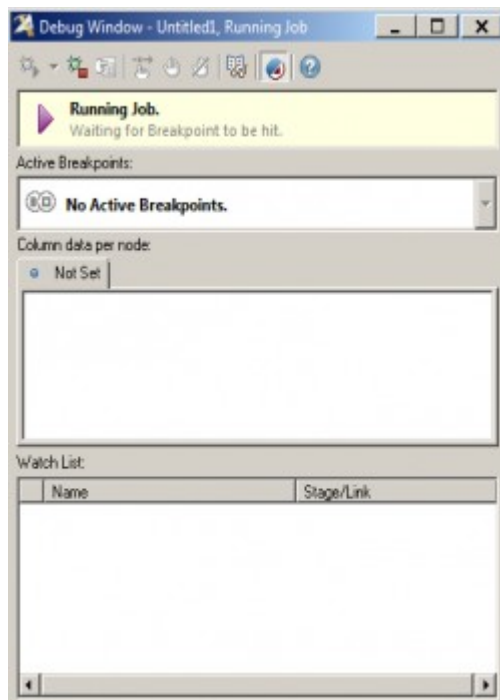 Debug Window - Untitled1, Running Job
Running Job.
Waiting for Breakpoint to be hit.
Active Breakpoints:
No Active Breakpoints.
Column data per node:
Not Set
Watch List:
Name Stage/Link